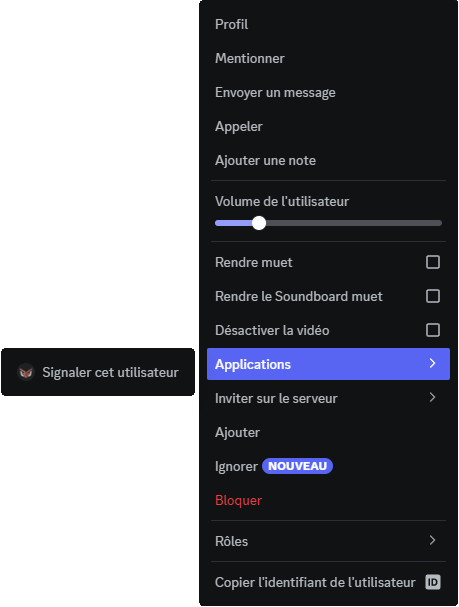 Profil
Mentionner
Envoyer un message
Appeler
Ajouter une note
Volume de l'utilisateur
Rendre muet
Rendre le Soundboard muet
Désactiver la vidéo
Applications
Signaler cet utilisateur
Inviter sur le serveur
Ajouter
Ignorer NOUVEAU
Bloquer
Rôles
Copier l'identifiant de l'utilisateur ID